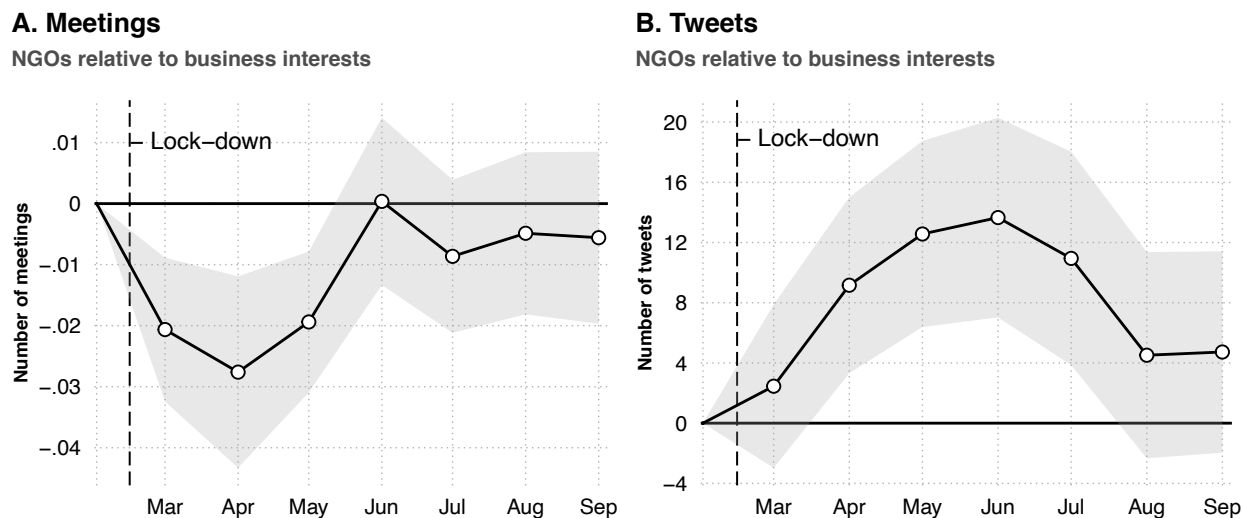 A. Meetings
NGOs relative to business interests
Number of meetings
.01
0
−.01
−.02
−.03
−.04
Lock−down
Mar Apr May Jun Jul Aug Sep
B. Tweets
NGOs relative to business interests
Number of tweets
20
16
12
8
4
0
−4
Lock−down
Mar Apr May Jun Jul Aug Sep